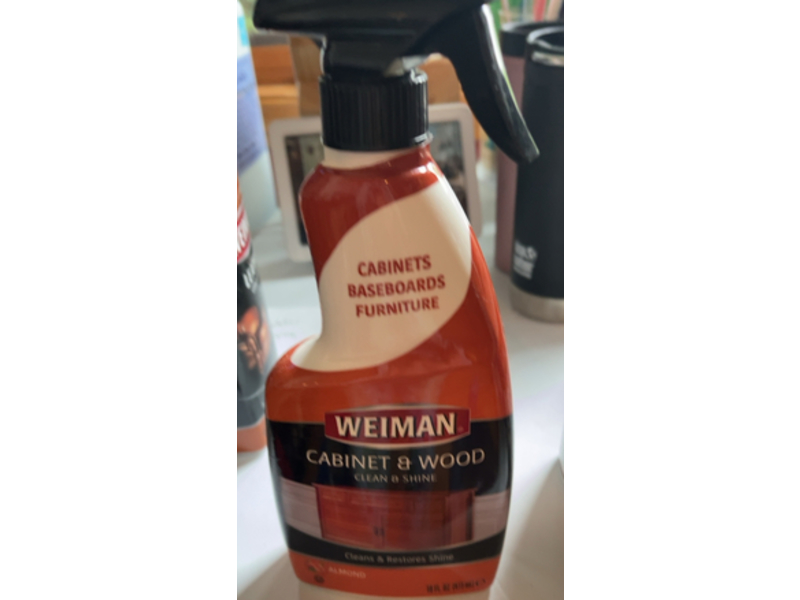 CABINETS
BASEBOARDS
FURNITURE
WEIMAN
CABINET & WOOD
CLEAN & SHINE
Cleans & Restores Shine
ALMOND